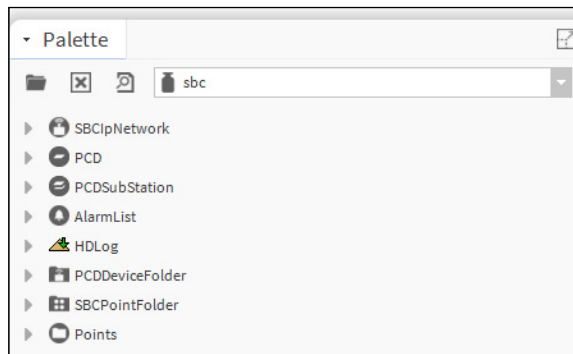 Palette
sbc
SBCIpNetwork
PCD
PCDSubStation
AlarmList
HDLog
PCDDeviceFolder
SBCPointFolder
Points